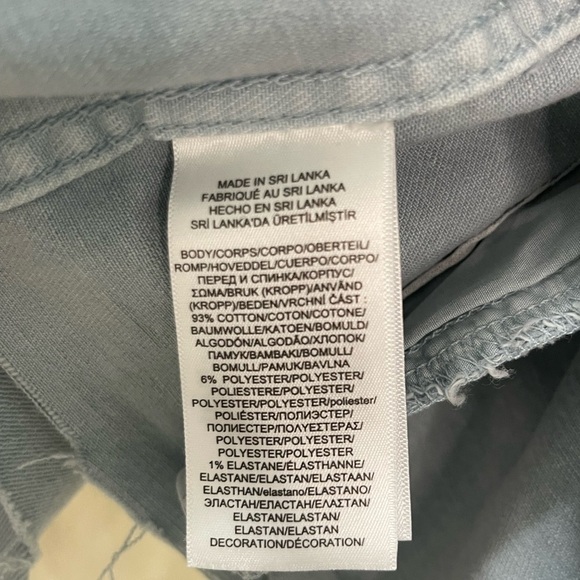 MADE IN SRI LANKA
FABRIQUÉ AU SRI LANKA
HECHO EN SRI LANKA
SRİ LANKA'DA ÜRETİLMİŞTİR
BODY/CORPS/CORPO/OBERTEIL/
ROMP/HOVEDDEL/CUERPO/CORPO/
ПЕРЕД И СПИНКА/КОРПУС/
ΣΩΜΑ/BRUK (KROPP)/ANVÄND
(KROPP)/BEDEN/VRCHNÍ ČÁST :
93% COTTON/COTON/COTONE/
BAUMWOLLE/KATOEN/BOMULD/
ALGODÓN/ALGODÃO/ХЛОПОК/
ПАМУК/ΒΑΜΒΑΚΙ/BOMULL/
BOMULL/PAMUK/BAVLNA
6% POLYESTER/POLYESTER/
POLIESTERE/POLYESTER/
POLYESTER/POLYESTER/poliester/
POLIÉSTER/ПОЛИЭСТЕР/
ПОЛИЕСТЕР/ΠΟΛΥΕΣΤΕΡΑΣ/
POLYESTER/POLYESTER/
POLYESTER/POLYESTER
1% ELASTANE/ÉLASTHANNE/
ELASTANE/ELASTAN/ELASTAAN/
ELASTHAN/elastano/ELASTANO/
ЭЛАСТАН/ЕЛАСТАН/ΕΛΑΣΤΑΝ/
ELASTAN/ELASTAN/
ELASTAN/ELASTAN
DECORATION/DÉCORATION/